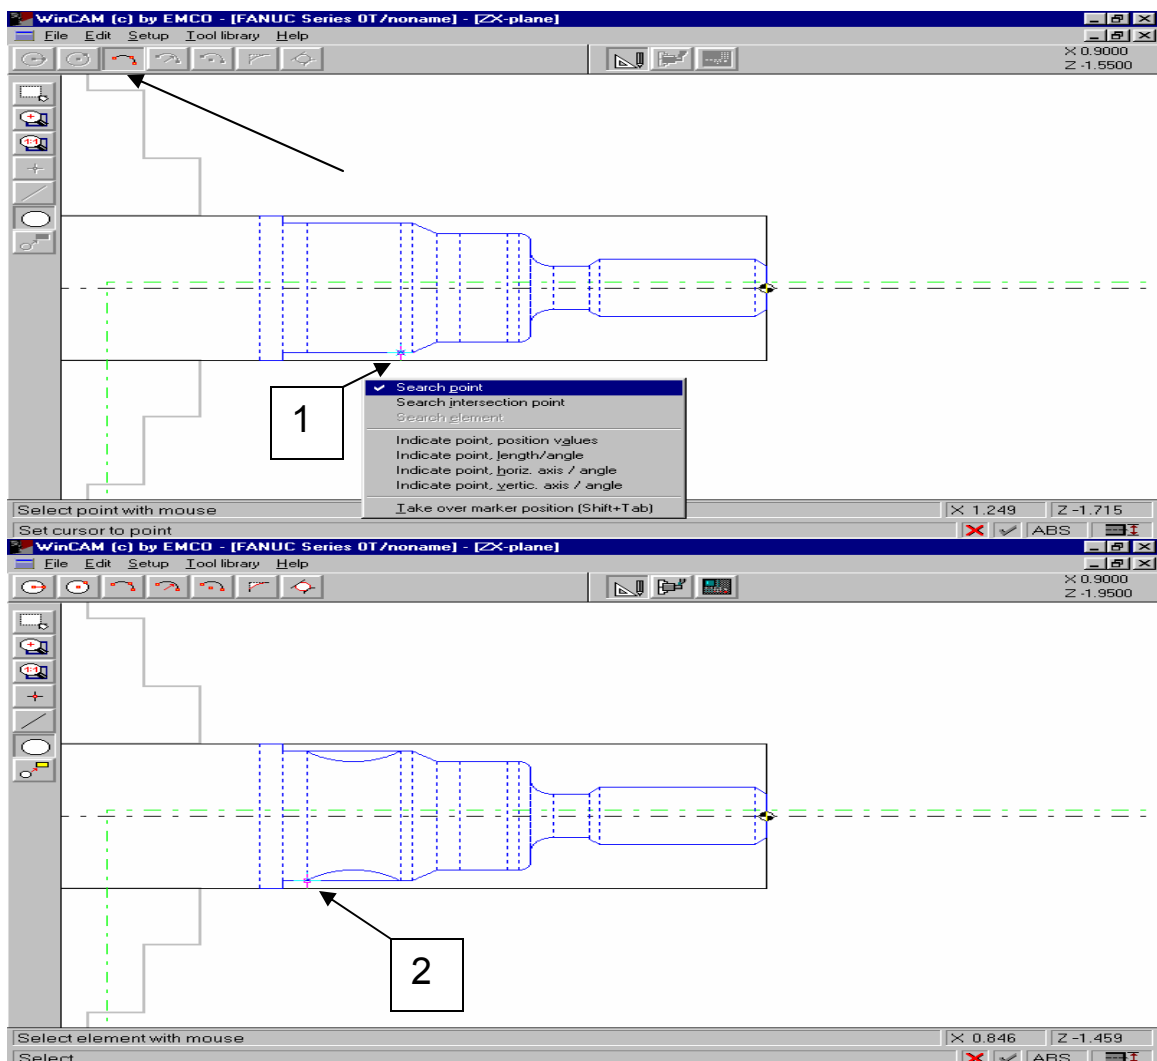 WinCAM (c) by EMCO - [FANUC Series 0T/noname] - [ZX-plane]
File Edit Setup Tool library Help
X 0.9000
Z -1.5500
1:1
1
Search point
Search intersection point
Search element
Indicate point, position values
Indicate point, length/angle
Indicate point, horiz. axis / angle
Indicate point, vertic. axis / angle
Take over marker position (Shift+Tab)
Select point with mouse X 1.249 Z -1.715
Set cursor to point ABS
WinCAM (c) by EMCO - [FANUC Series 0T/noname] - [ZX-plane]
File Edit Setup Tool library Help
X 0.9000
Z -1.9500
1:1
2
Select element with mouse X 0.846 Z -1.459
Select ABS